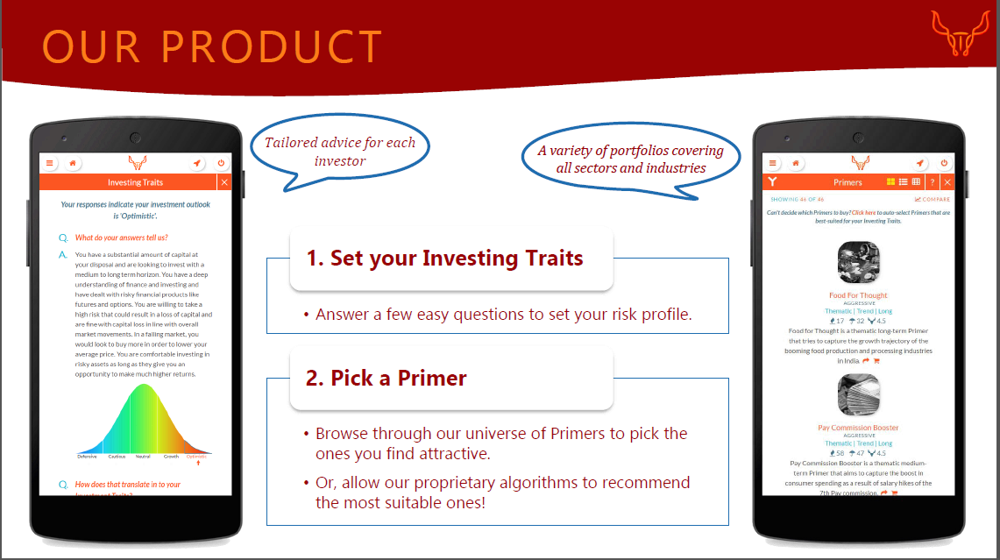 OUR PRODUCT
Tailored advice for each
investor
A variety of portfolios covering
all sectors and industries
Investing Traits
Your responses indicate your investment outlook
is 'Optimistic'.
Q. What do your answers tell us?
A. You have a substantial amount of capital at
your disposal and are looking to invest with a
medium to long term horizon. You have a deep
understanding of finance and investing and
have dealt with risky financial products like
futures and options. You are willing to take a
high risk that could result in a loss of capital and
are fine with capital loss in line with overall
market movements. In a falling market, you
would look to buy more in order to lower your
average price. You are comfortable investing in
risky assets as long as they give you an
opportunity to make much higher returns.
Defensive Cautious Neutral Growth Optimistic
Q. How does that translate in to your
Investment Traits?
1. Set your Investing Traits
• Answer a few easy questions to set your risk profile.
2. Pick a Primer
• Browse through our universe of Primers to pick the
ones you find attractive.
• Or, allow our proprietary algorithms to recommend
the most suitable ones!
Primers ?
SHOWING 46 OF 46 COMPARE
Can't decide which Primers to buy? Click here to auto-select Primers that are
best-suited for your Investing Traits.
Food For Thought
AGGRESSIVE
Thematic | Trend | Long
17 32 4.5
Food for Thought is a thematic long-term Primer
that tries to capture the growth trajectory of the
booming food production and processing industries
in India.
Pay Commission Booster
AGGRESSIVE
Thematic | Trend | Long
58 47 4.5
Pay Commission Booster is a thematic medium-
term Primer that aims to capture the boost in
consumer spending as a result of salary hikes of the
7th Pay commission.